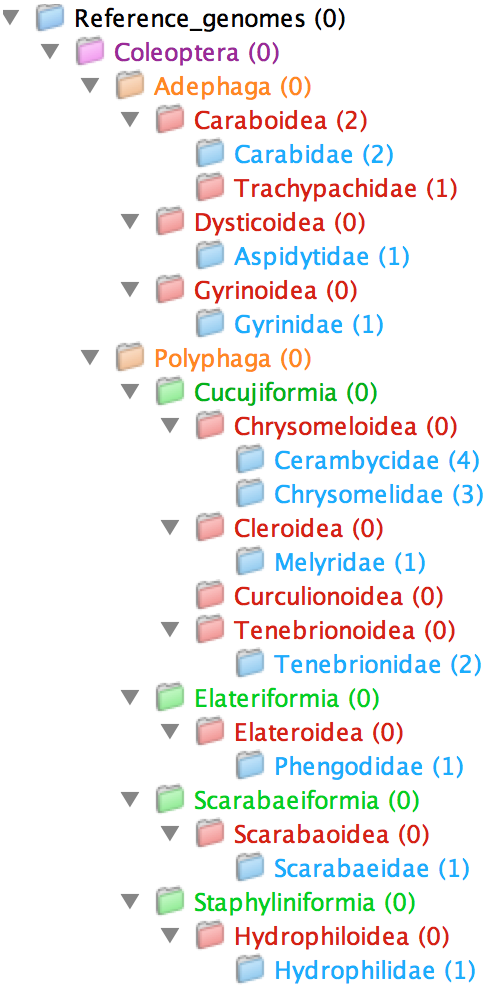 Reference_genomes (0)
Coleoptera (0)
Adephaga (0)
Caraboidea (2)
Carabidae (2)
Trachypachidae (1)
Dysticoidea (0)
Aspidytidae (1)
Gyrinoidea (0)
Gyrinidae (1)
Polyphaga (0)
Cucujiformia (0)
Chrysomeloidea (0)
Cerambycidae (4)
Chrysomelidae (3)
Cleroidea (0)
Melyridae (1)
Curculionoidea (0)
Tenebrionoidea (0)
Tenebrionidae (2)
Elateriformia (0)
Elateroidea (0)
Phengodidae (1)
Scarabaeiformia (0)
Scarabaoidea (0)
Scarabaeidae (1)
Staphyliniformia (0)
Hydrophiloidea (0)
Hydrophilidae (1)